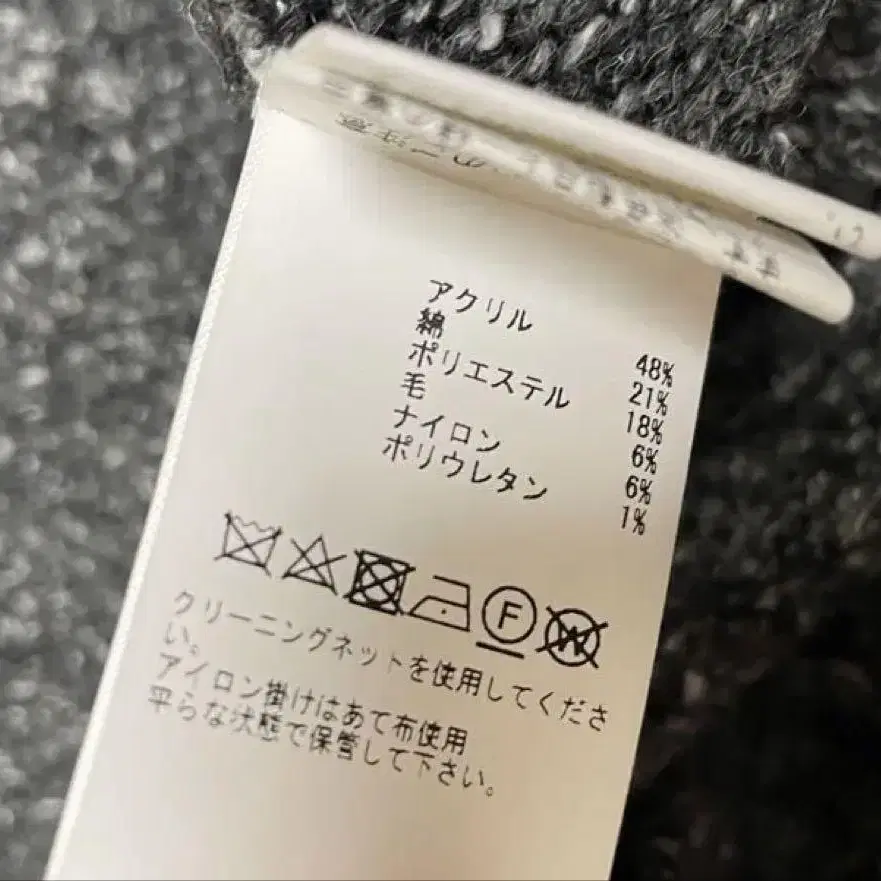 アクリル 48%
綿 21%
ポリエステル 18%
毛 6%
ナイロン 6%
ポリウレタン 1%
F W
クリーニングネットを使用してくださ
い。
アイロン掛けはあて布使用
平らな状態で保管して下さい。